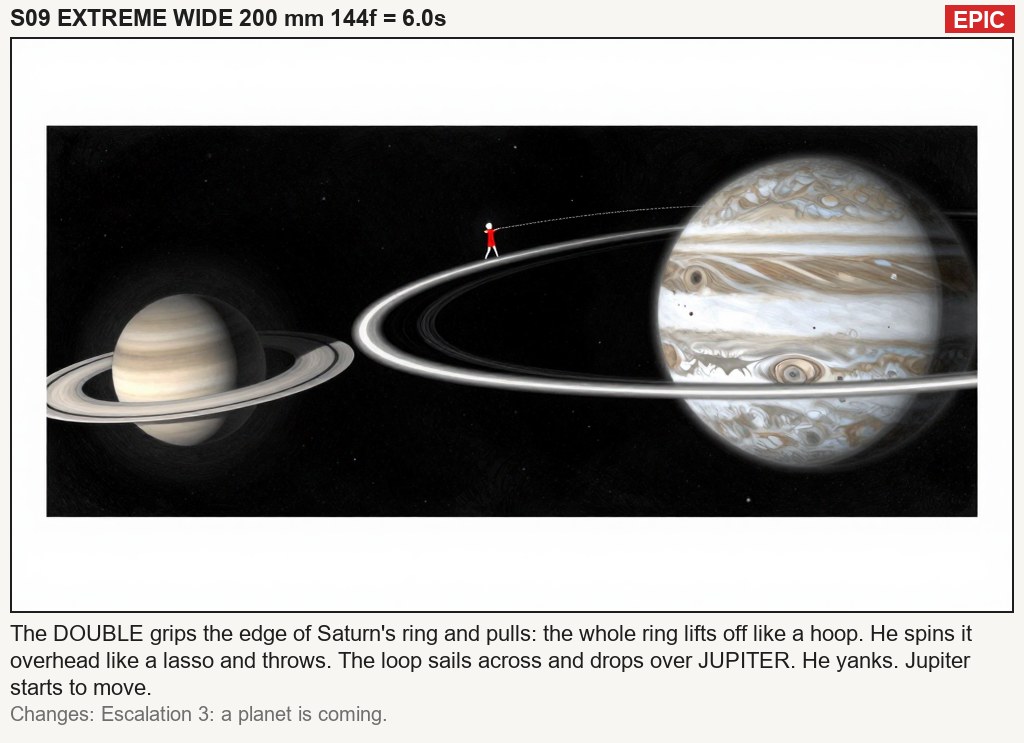 S09 EXTREME WIDE 200 mm 144f = 6.0s
EPIC
The DOUBLE grips the edge of Saturn's ring and pulls: the whole ring lifts off like a hoop. He spins it
overhead like a lasso and throws. The loop sails across and drops over JUPITER. He yanks. Jupiter
starts to move.
Changes: Escalation 3: a planet is coming.